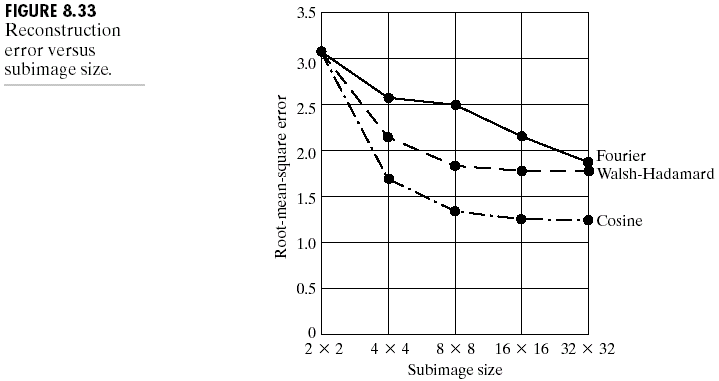 FIGURE 8.33
Reconstruction
error versus
subimage size.
Root-mean-square error
3.5
3.0
2.5
2.0
1.5
1.0
0.5
0
Fourier
Walsh-Hadamard
Cosine
2 × 2 4 × 4 8 × 8 16 × 16 32 × 32
Subimage size